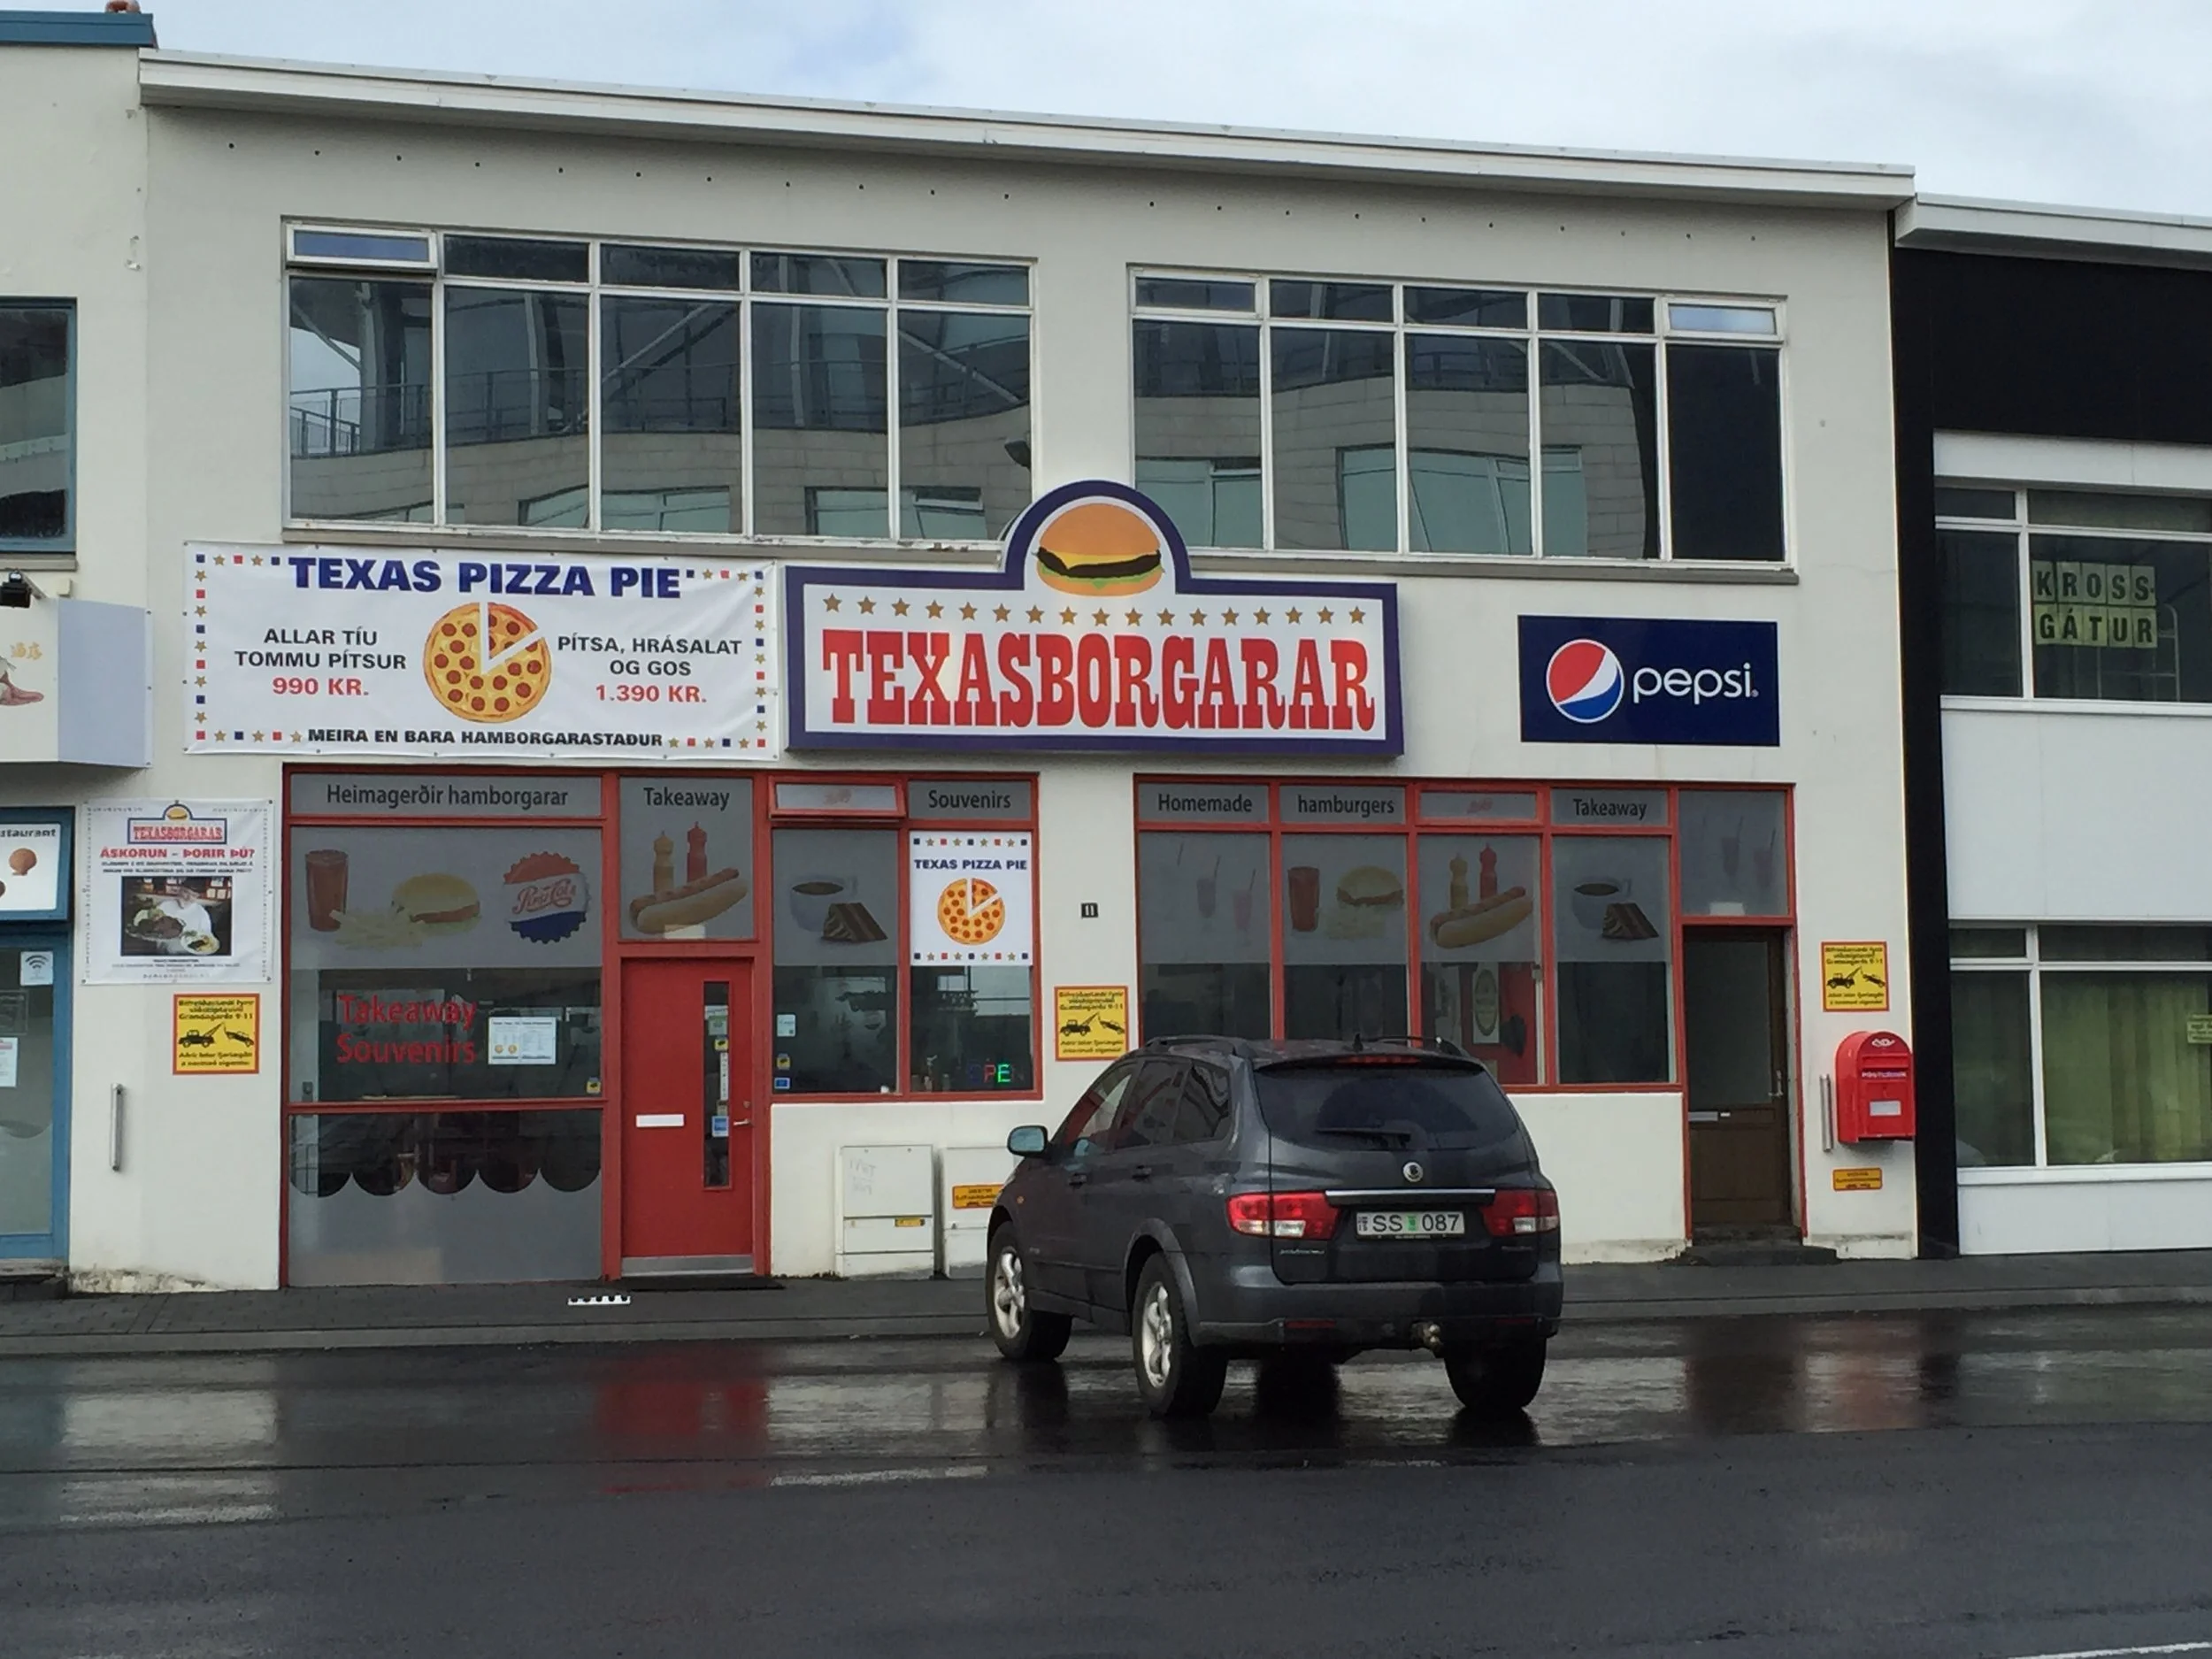 TEXAS PIZZA PIE
ALLAR TÍU
TOMMU PÍTSUR
990 KR.
PÍTSA, HRÁSALAT
OG GOS
1.390 KR.
MEIRA EN BARA HAMBORGARASTAÐUR
TEXASBORGARAR
pepsi
KROSS-
GÁTUR
Heimagerðir hamborgarar
Takeaway
Souvenirs
Homemade
hamburgers
Takeaway
staurant
TEXASBORGARAR
ÁSKORUN - ÞORIR ÞÚ?
TEXAS PIZZA PIE
11
Takeaway
Souvenirs
PE
SS 087